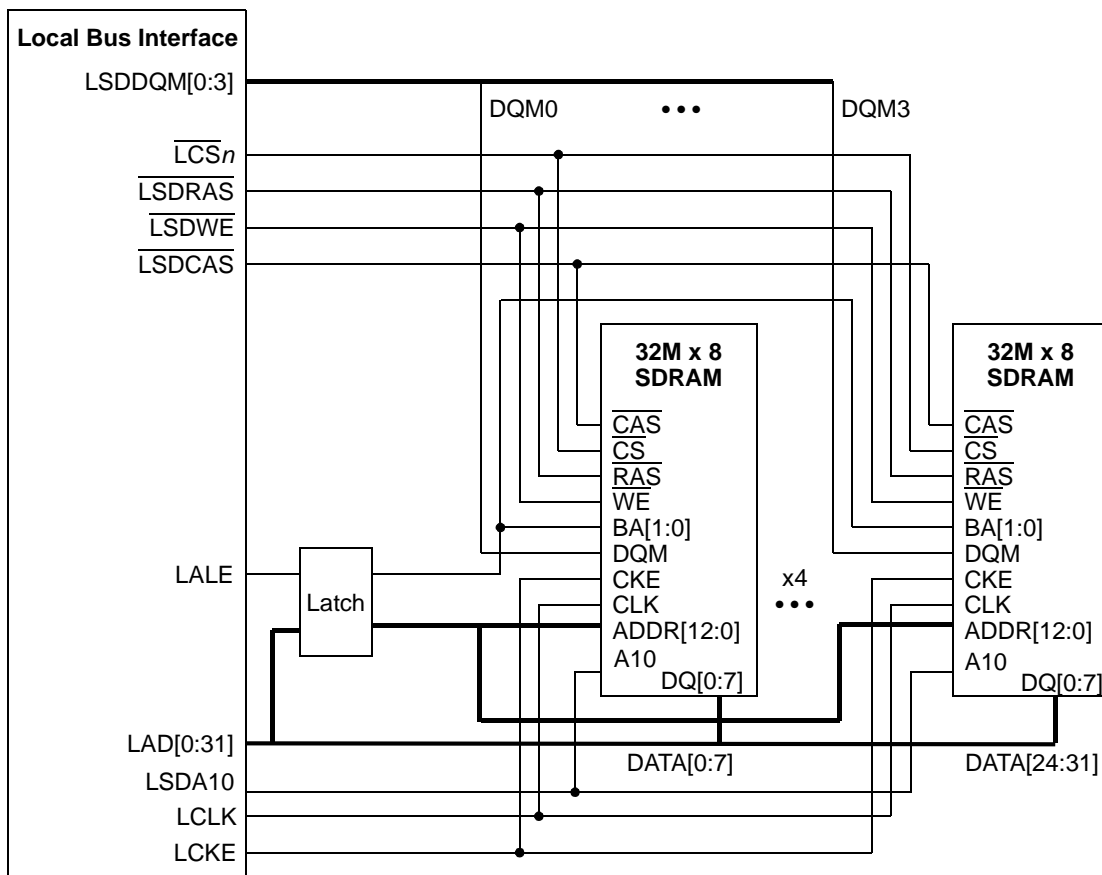 Local Bus Interface
LSDDQM[0:3]
DQM0
•••
DQM3
LCSn
LSDRAS
LSDWE
LSDCAS
32M x 8
SDRAM
CAS
CS
RAS
WE
BA[1:0]
DQM
CKE
CLK
ADDR[12:0]
A10
DQ[0:7]
x4
•••
32M x 8
SDRAM
CAS
CS
RAS
WE
BA[1:0]
DQM
CKE
CLK
ADDR[12:0]
A10
DQ[0:7]
LALE
Latch
LAD[0:31]
DATA[0:7]
DATA[24:31]
LSDA10
LCLK
LCKE